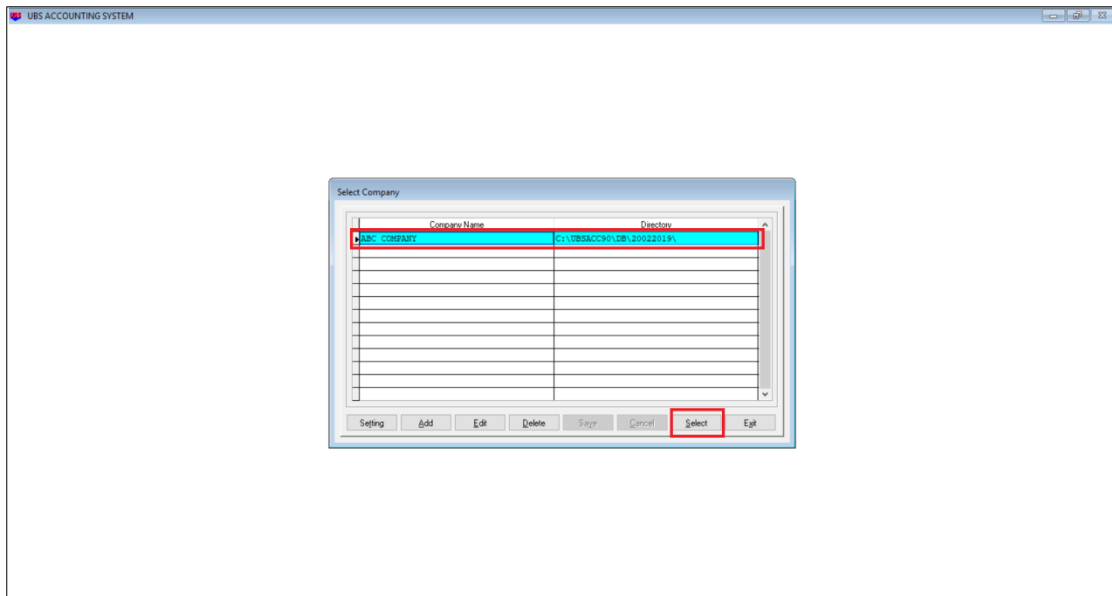 UBS ACCOUNTING SYSTEM
Select Company
Company Name Directory
ABC COMPANY C:\UBSACC90\DB\20022019\
Setting Add Edit Delete Save Cancel Select Exit